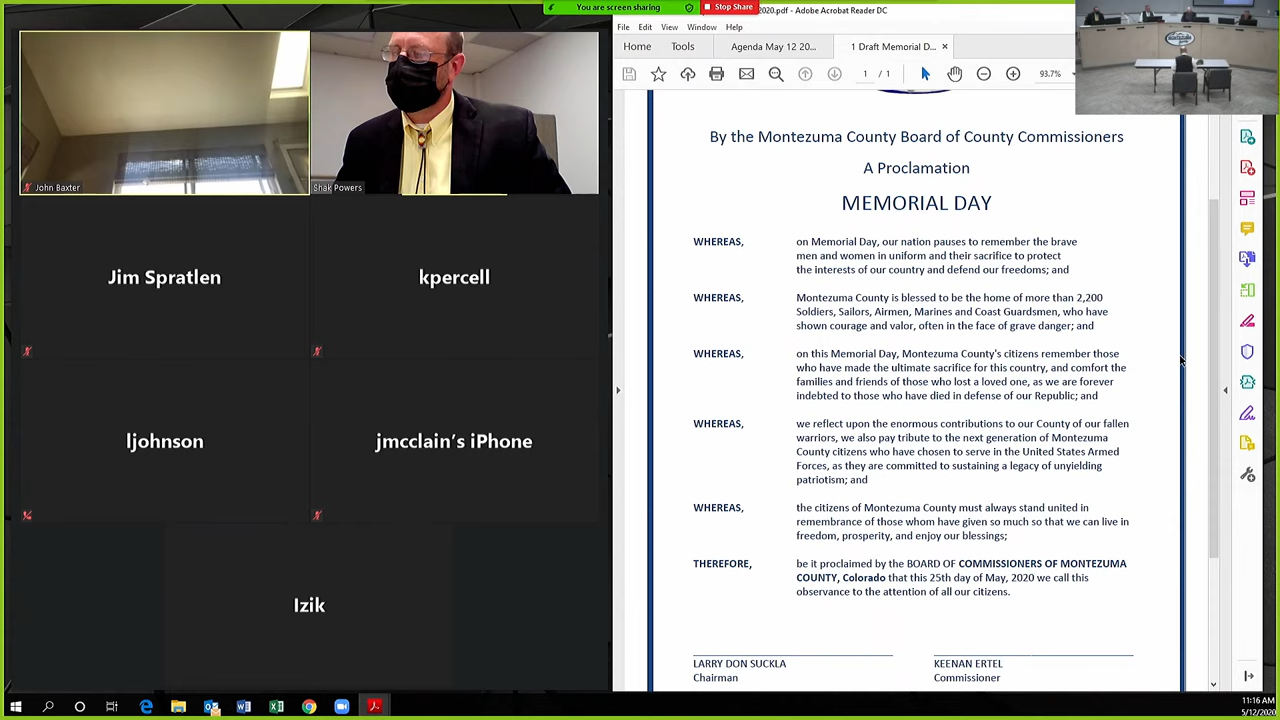 You are screen sharing
Stop Share
2020.pdf - Adobe Acrobat Reader DC
File Edit View Window Help
Home Tools Agenda May 12 20... 1 Draft Memorial D... ×
1 / 1 93.7%
MONTEZUMA
John Baxter
Shak Powers
Jim Spratlen
kpercell
ljohnson
jmcclain's iPhone
Izik
By the Montezuma County Board of County Commissioners
A Proclamation
MEMORIAL DAY
WHEREAS, on Memorial Day, our nation pauses to remember the brave
men and women in uniform and their sacrifice to protect
the interests of our country and defend our freedoms; and
WHEREAS, Montezuma County is blessed to be the home of more than 2,200
Soldiers, Sailors, Airmen, Marines and Coast Guardsmen, who have
shown courage and valor, often in the face of grave danger; and
WHEREAS, on this Memorial Day, Montezuma County's citizens remember those
who have made the ultimate sacrifice for this country, and comfort the
families and friends of those who lost a loved one, as we are forever
indebted to those who have died in defense of our Republic; and
WHEREAS, we reflect upon the enormous contributions to our County of our fallen
warriors, we also pay tribute to the next generation of Montezuma
County citizens who have chosen to serve in the United States Armed
Forces, as they are committed to sustaining a legacy of unyielding
patriotism; and
WHEREAS, the citizens of Montezuma County must always stand united in
remembrance of those whom have given so much so that we can live in
freedom, prosperity, and enjoy our blessings;
THEREFORE, be it proclaimed by the BOARD OF COMMISSIONERS OF MONTEZUMA
COUNTY, Colorado that this 25th day of May, 2020 we call this
observance to the attention of all our citizens.
LARRY DON SUCKLA KEENAN ERTEL
Chairman Commissioner
11:16 AM
5/12/2020